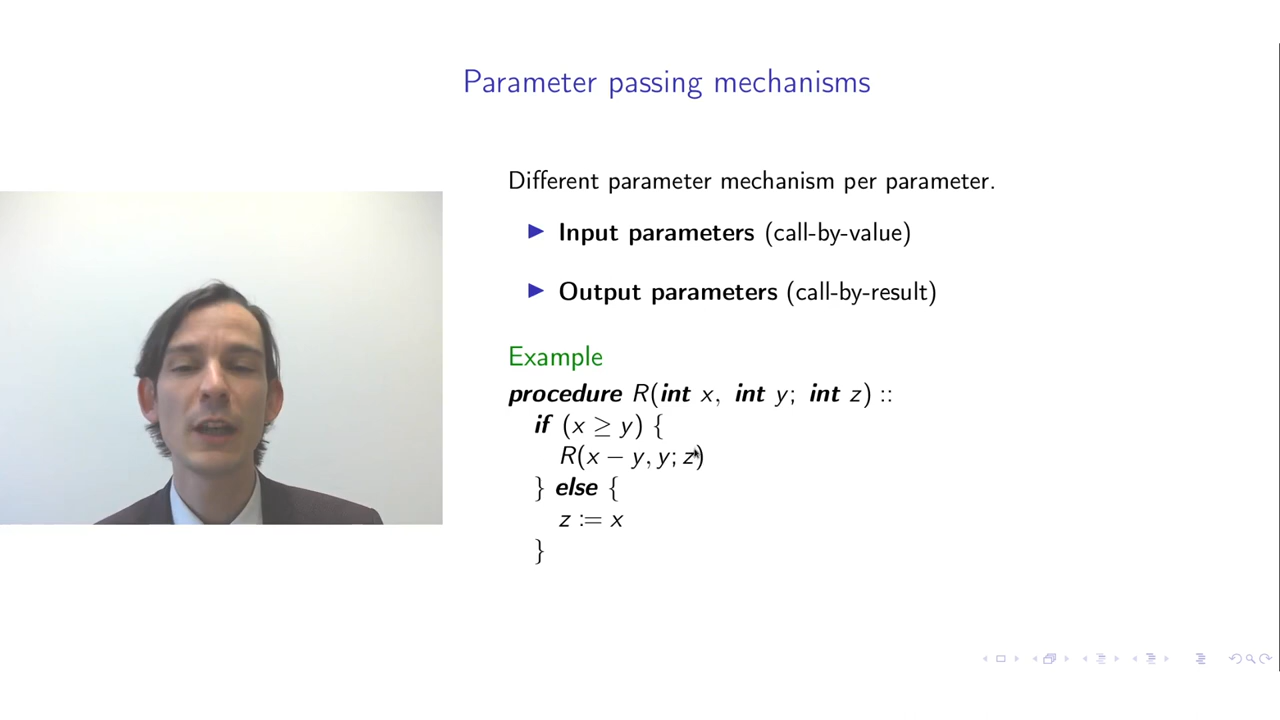 Parameter passing mechanisms
Different parameter mechanism per parameter.
▶ Input parameters (call-by-value)
▶ Output parameters (call-by-result)
Example
procedure R(int x, int y; int z) ::
if (x ≥ y) {
R(x − y, y; z)
} else {
z := x
}